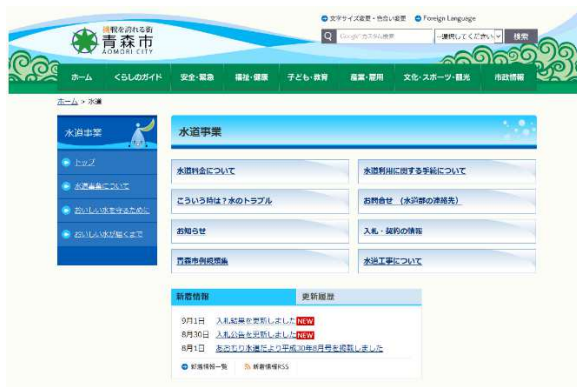 文字サイズ変更・色合い変更 Foreign Language
情報を誇れる街
青森市
AOMORI CITY
検索
ホーム くらしのガイド 安全・緊急 福祉・健康 子ども・教育 産業・雇用 文化・スポーツ・観光 市政情報
ホーム > 水道
水道事業
トップ
水道事業について
おいしい水を守るために
おいしい水が届くまで
水道事業
水道料金について 水道利用に関する手続について
こういう時は?水のトラブル お問合せ (水道部の連絡先)
お知らせ 入札・契約の情報
青森市例規類集 水道工事について
新着情報 更新履歴
9月1日 入札結果を更新しました NEW
8月30日 入札公告を更新しました NEW
8月1日 あおもり水道だより平成30年8月号を掲載しました
新着情報一覧 新着情報RSS